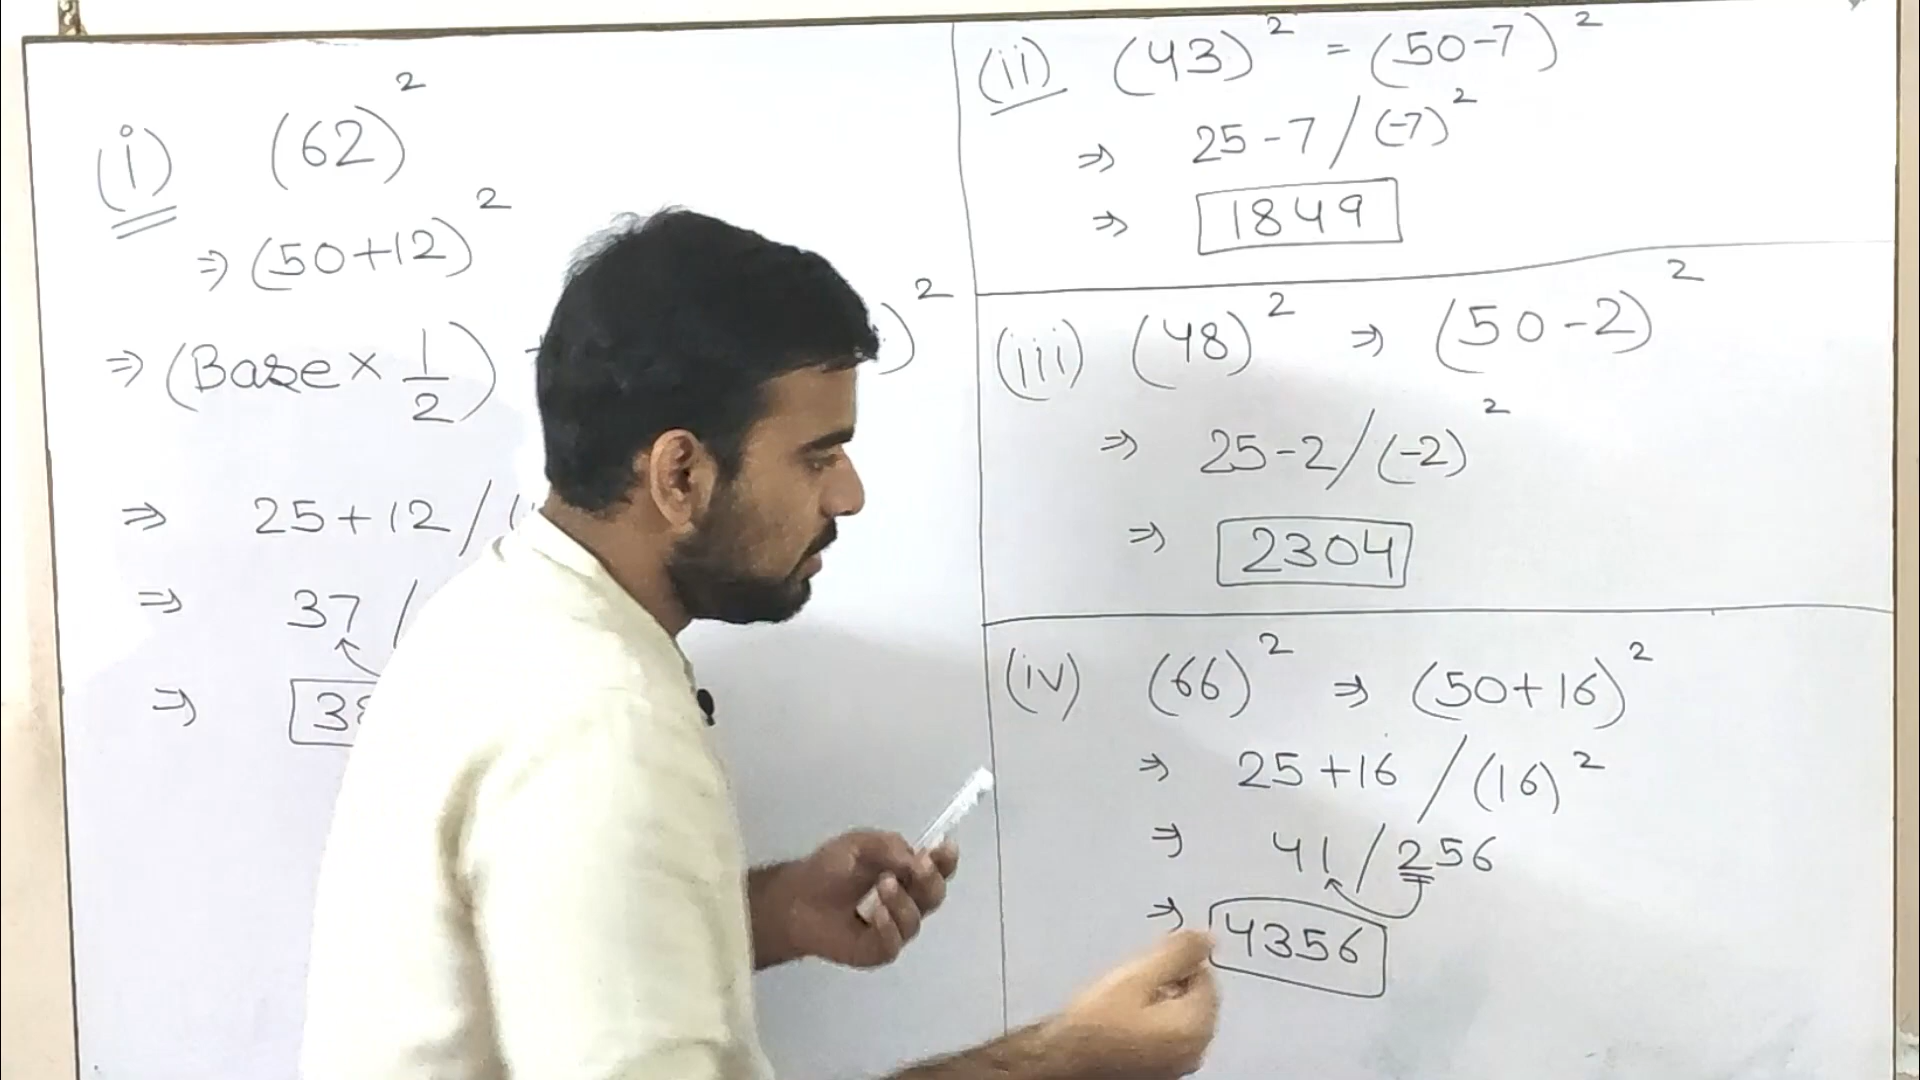 (i) (62)²
⇒ (50+12)²
⇒ (Base × 1/2) )²
⇒ 25+12 /
⇒ 37 /
⇒ 38
(ii) (43)² = (50-7)²
⇒ 25-7 / (-7)²
⇒ 1849
(iii) (48)² ⇒ (50-2)²
⇒ 25-2 / (-2)²
⇒ 2304
(iv) (66)² ⇒ (50+16)²
⇒ 25+16 / (16)²
⇒ 41 / 256
⇒ 4356